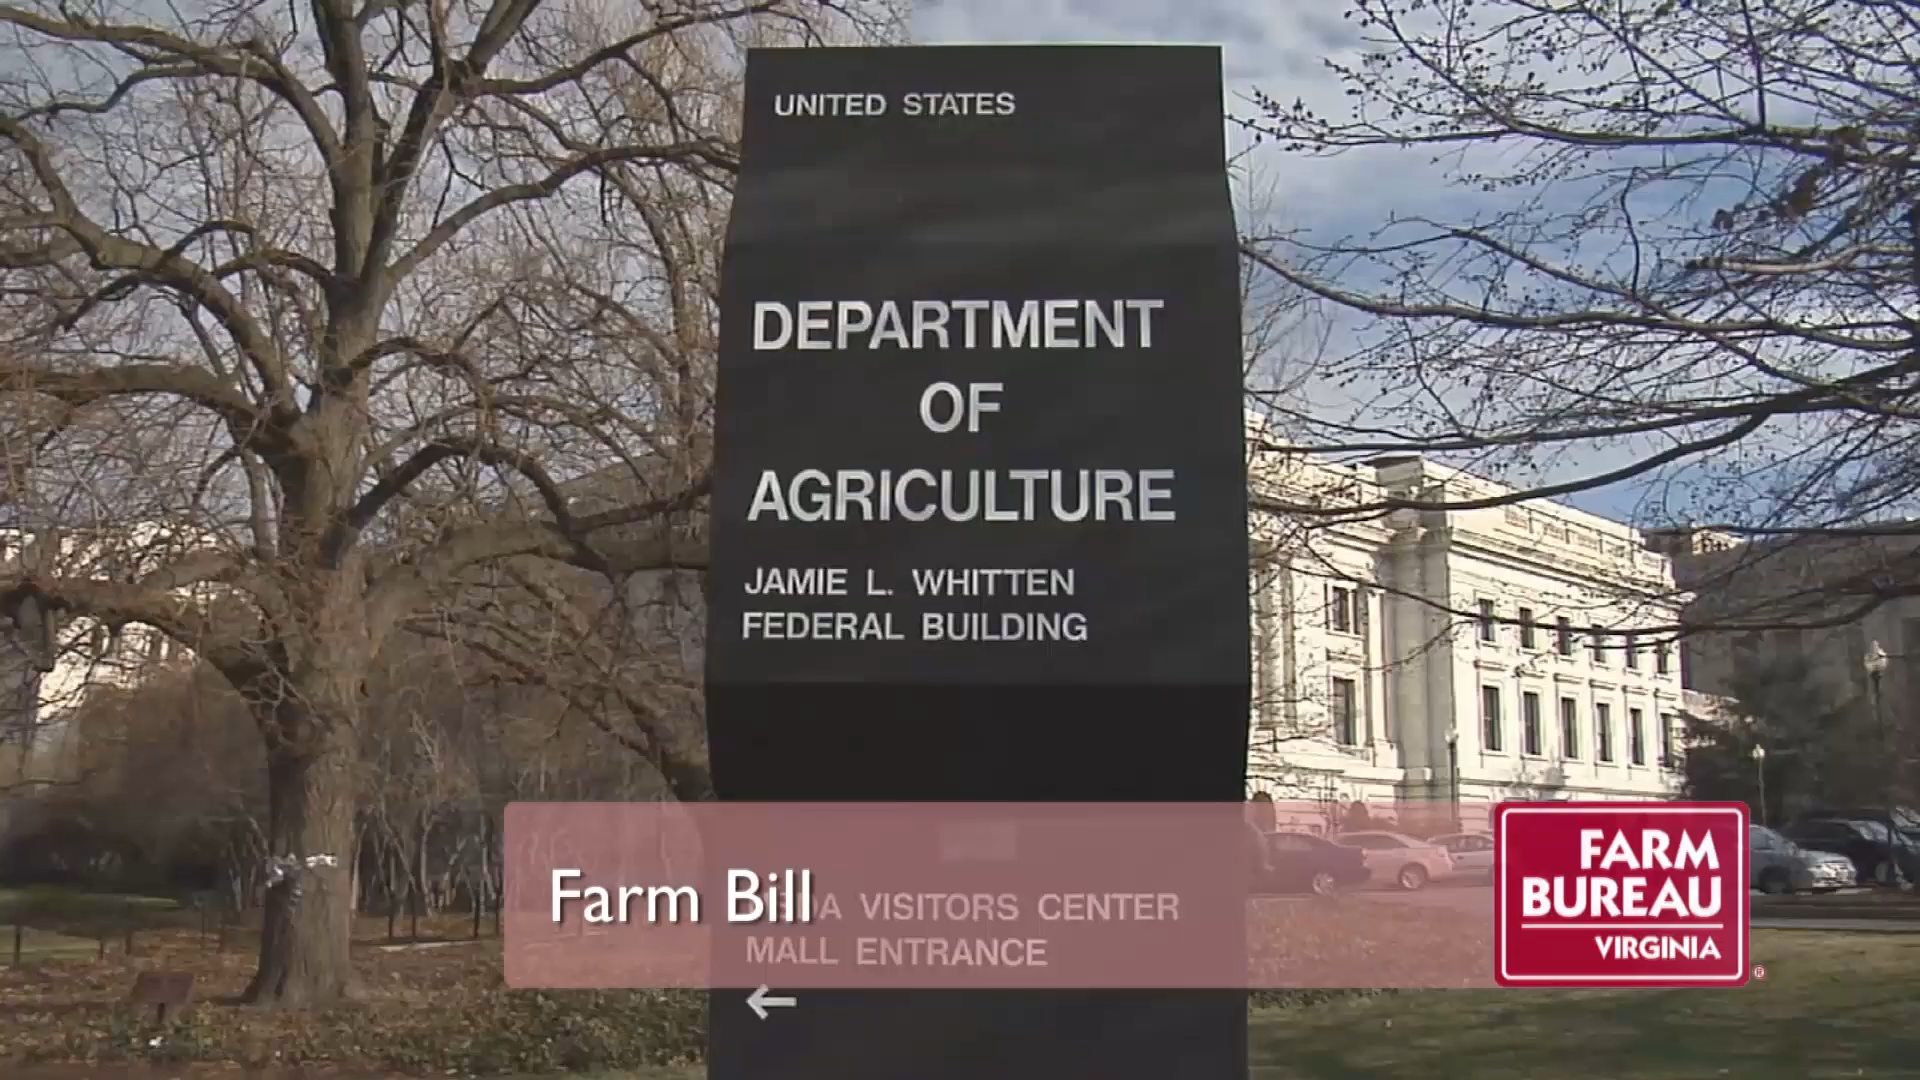 UNITED STATES
DEPARTMENT
OF
AGRICULTURE
JAMIE L. WHITTEN
FEDERAL BUILDING
Farm Bill
VISITORS CENTER
MALL ENTRANCE
←
FARM
BUREAU
VIRGINIA
®